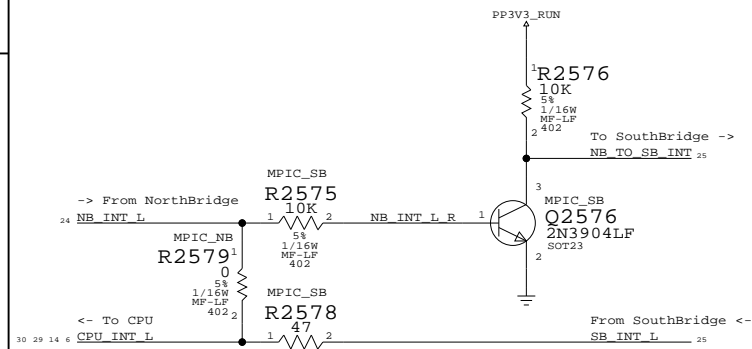 PP3V3_RUN
1
R2576
10K
5%
1/16W
MF-LF
402
2
To SouthBridge ->
NB_TO_SB_INT 25
MPIC_SB
R2575
10K
1 2
5%
1/16W
MF-LF
402
-> From NorthBridge
24 NB_INT_L
NB_INT_L_R
1
3
MPIC_SB
Q2576
2N3904LF
SOT23
2
MPIC_NB
R2579
1
0
5%
1/16W
MF-LF
402
2
MPIC_SB
R2578
47
1 2
<- To CPU
30 29 14 6 CPU_INT_L
From SouthBridge <-
SB_INT_L 25